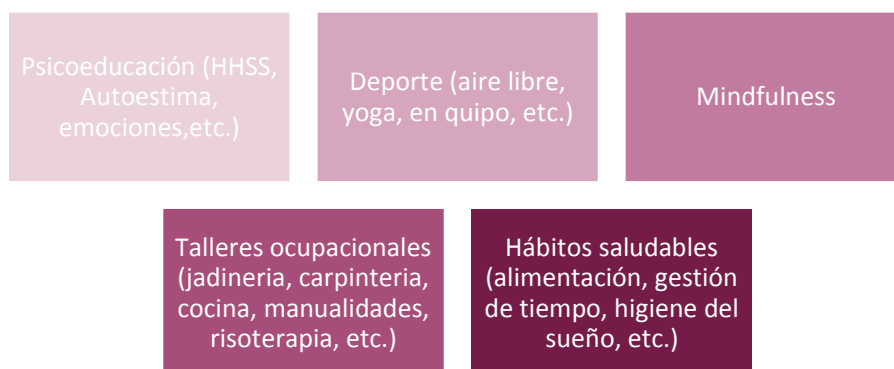 Psicoeducación (HHSS,
Autoestima,
emociones,etc.)
Deporte (aire libre,
yoga, en quipo, etc.)
Mindfulness
Talleres ocupacionales
(jadineria, carpinteria,
cocina, manualidades,
risoterapia, etc.)
Hábitos saludables
(alimentación, gestión
de tiempo, higiene del
sueño, etc.)